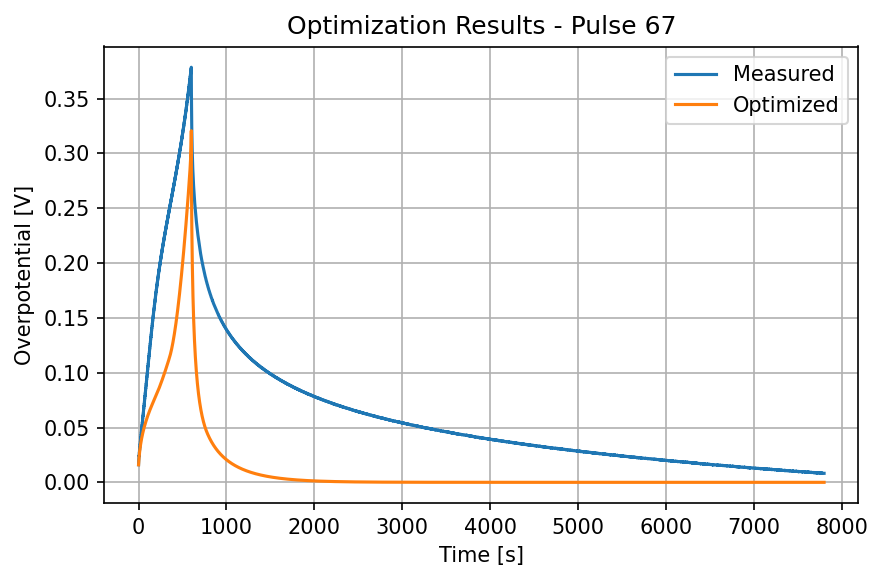 Optimization Results - Pulse 67
Measured
Optimized
Overpotential [V]
0.35
0.30
0.25
0.20
0.15
0.10
0.05
0.00
0 1000 2000 3000 4000 5000 6000 7000 8000
Time [s]